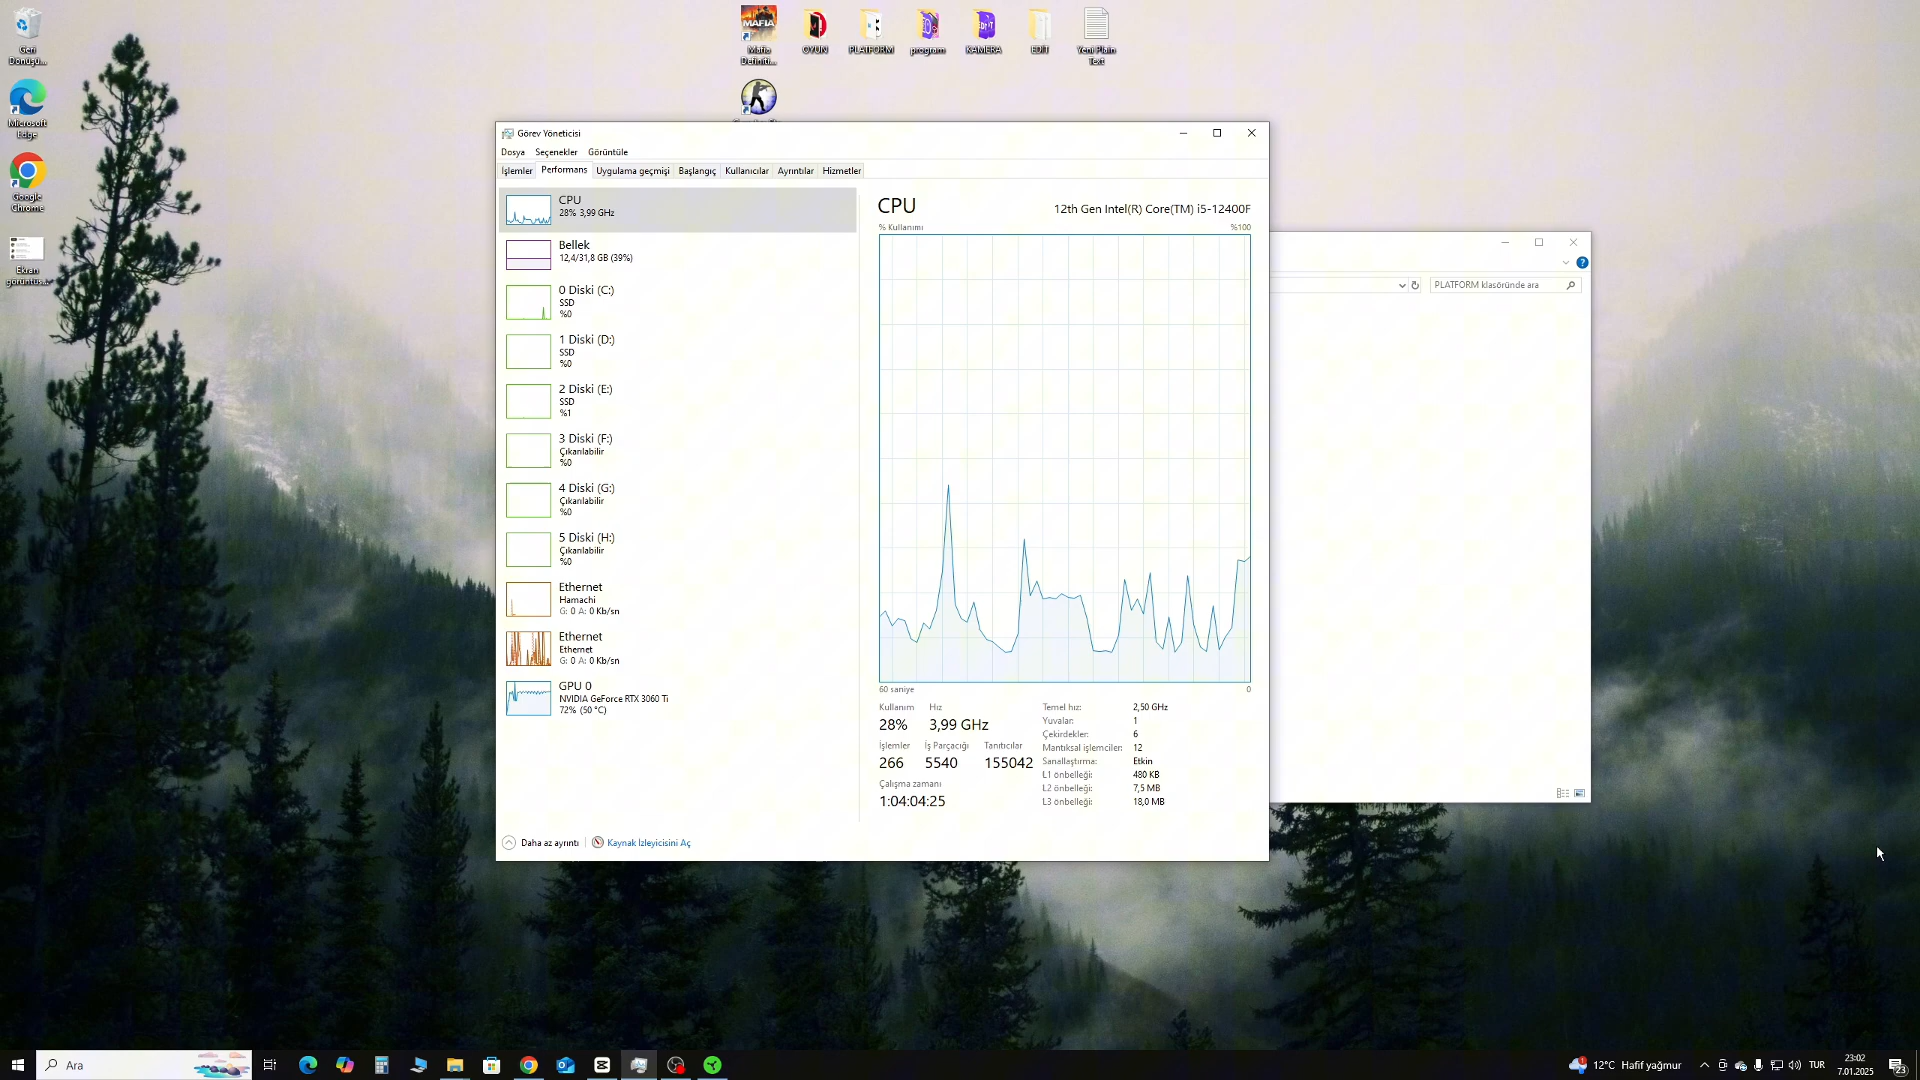 Geri
Dönüşü...
Microsoft
Edge
Google
Chrome
Ekran
görüntüs...
MAFIA
Mafia
Definiti...
OYUN
PLATFORM
program
KAMERA
EDİT
Yeni Plain
Text
Görev Yöneticisi
Dosya Seçenekler Görüntüle
İşlemler Performans Uygulama geçmişi Başlangıç Kullanıcılar Ayrıntılar Hizmetler
CPU
28% 3,99 GHz
Bellek
12,4/31,8 GB (39%)
0 Diski (C:)
SSD
%0
1 Diski (D:)
SSD
%0
2 Diski (E:)
SSD
%1
3 Diski (F:)
Çıkarılabilir
%0
4 Diski (G:)
Çıkarılabilir
%0
5 Diski (H:)
Çıkarılabilir
%0
Ethernet
Hamachi
G: 0 A: 0 Kb/sn
Ethernet
Ethernet
G: 0 A: 0 Kb/sn
GPU 0
NVIDIA GeForce RTX 3060 Ti
72% (50 °C)
CPU
12th Gen Intel(R) Core(TM) i5-12400F
% Kullanımı %100
60 saniye 0
Kullanım Hız
28% 3,99 GHz
İşlemler İş Parçacığı Tanıtıcılar
266 5540 155042
Çalışma zamanı
1:04:04:25
Temel hız: 2,50 GHz
Yuvalar: 1
Çekirdekler: 6
Mantıksal işlemciler: 12
Sanallaştırma: Etkin
L1 önbelleği: 480 KB
L2 önbelleği: 7,5 MB
L3 önbelleği: 18,0 MB
Daha az ayrıntı Kaynak İzleyicisini Aç
PLATFORM klasöründe ara
Ara
12°C Hafif yağmur
TUR
23:02
7.01.2025
23